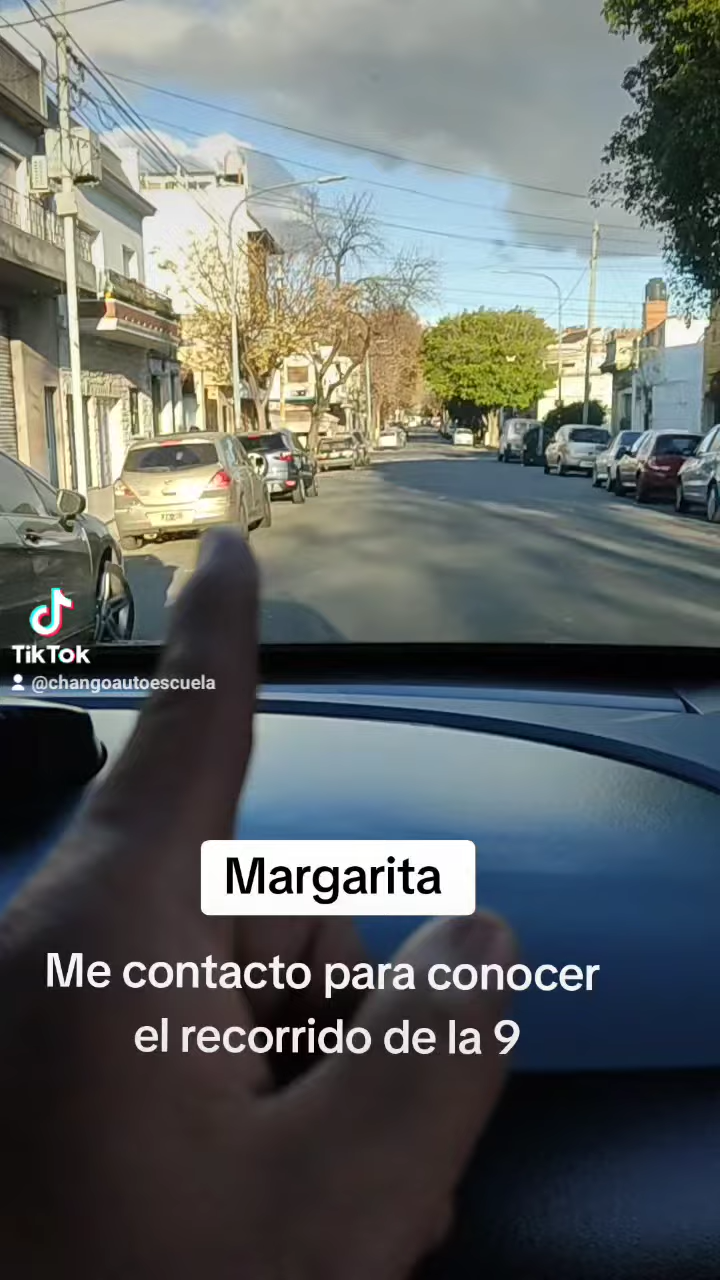 TikTok
@changoautoescuela
Margarita
Me contacto para conocer
el recorrido de la 9